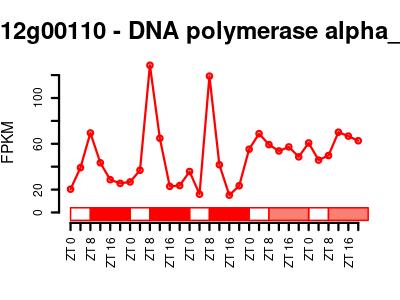 12g00110 - DNA polymerase alpha_
FPKM
100
60
20
0
ZT 0
ZT 8
ZT 16
ZT 0
ZT 8
ZT 16
ZT 0
ZT 8
ZT 16
ZT 0
ZT 8
ZT 16
ZT 0
ZT 8
ZT 16